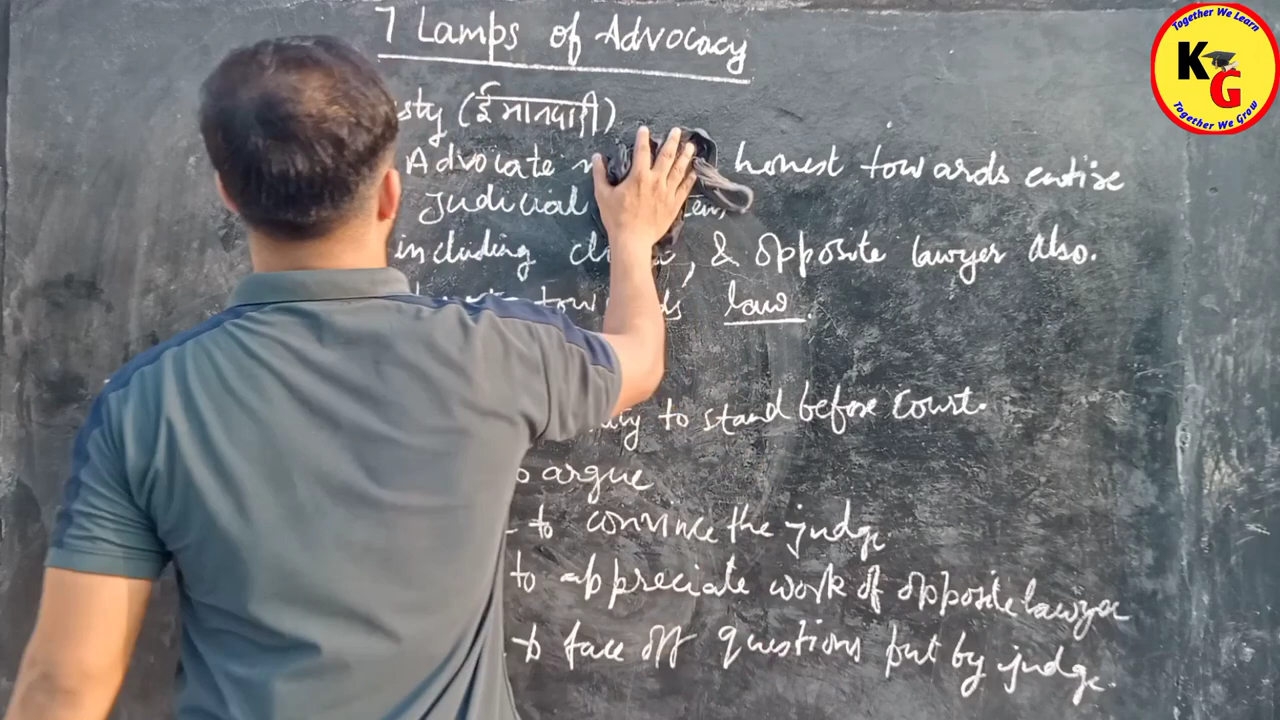 7 Lamps of Advocacy
sty (ईमानदारी)
Advocate honest towards entire
Judicial
including & opposite lawyer also.
law.
to stand before Court.
argue
- to convince the judge
to appreciate work of opposite lawyer
to face off questions put by judge.
Together We Learn
KG
Together We Grow